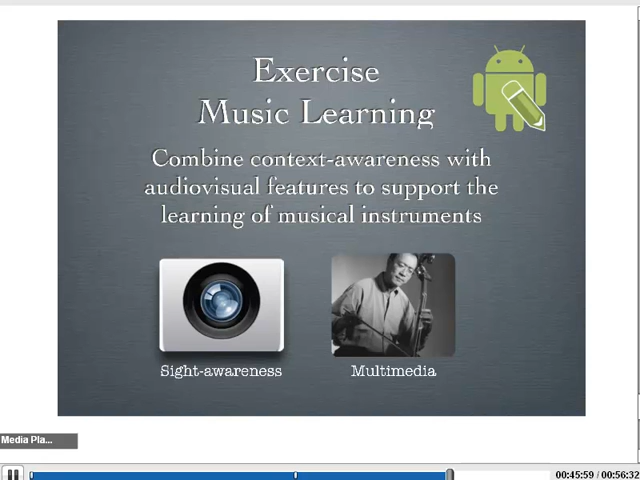 Exercise
Music Learning
Combine context-awareness with
audiovisual features to support the
learning of musical instruments
Sight-awareness
Multimedia
Media Pla...
00:45:59 / 00:56:32